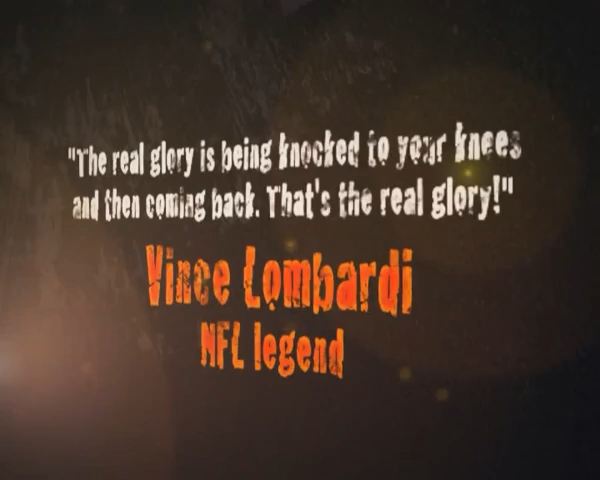 "The real glory is being knocked to your knees
and then coming back. That's the real glory!"
Vince Lombardi
NFL legend